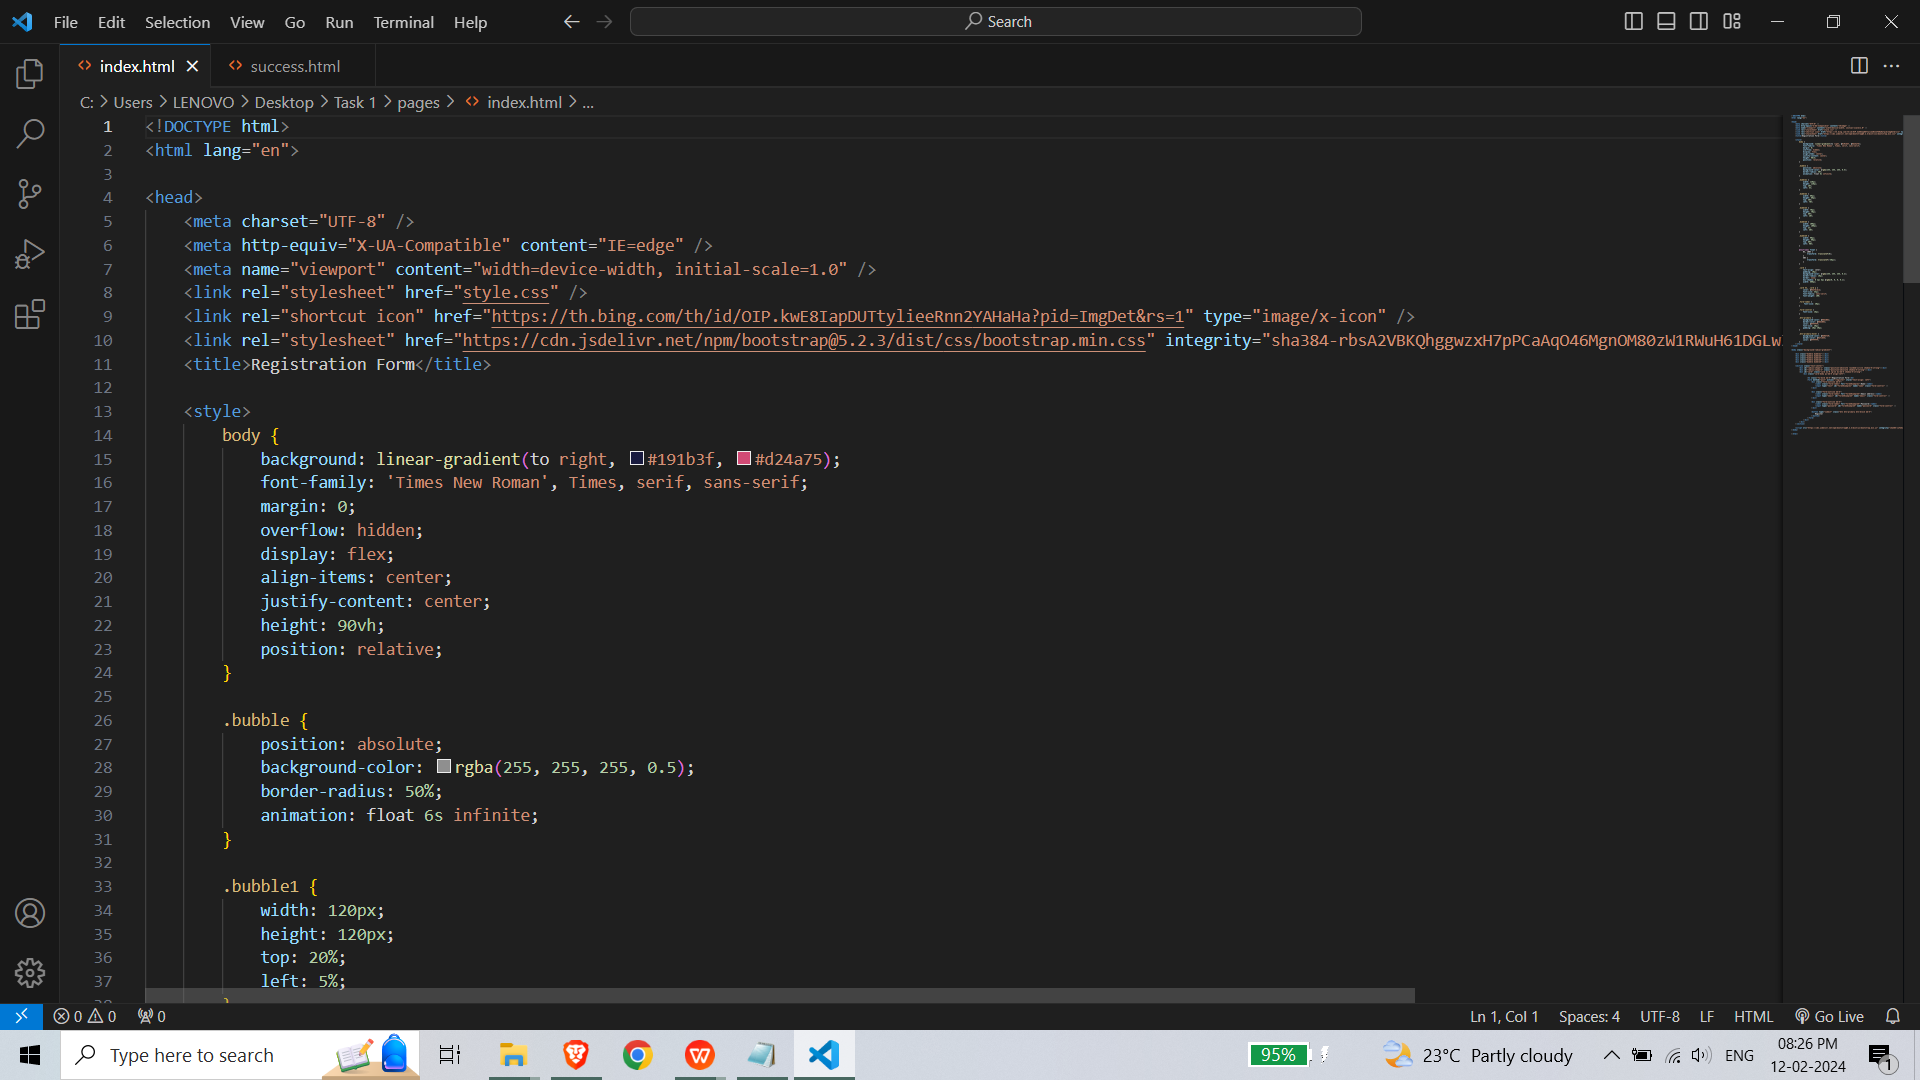 File Edit Selection View Go Run Terminal Help
Search
index.html
success.html
C: > Users > LENOVO > Desktop > Task 1 > pages > index.html > ...
1 <!DOCTYPE html>
2 <html lang="en">
3
4 <head>
5 <meta charset="UTF-8" />
6 <meta http-equiv="X-UA-Compatible" content="IE=edge" />
7 <meta name="viewport" content="width=device-width, initial-scale=1.0" />
8 <link rel="stylesheet" href="style.css" />
9 <link rel="shortcut icon" href="https://th.bing.com/th/id/OIP.kwE8IapDUTtylieeRnn2YAHaHa?pid=ImgDet&rs=1" type="image/x-icon" />
10 <link rel="stylesheet" href="https://cdn.jsdelivr.net/npm/bootstrap@5.2.3/dist/css/bootstrap.min.css" integrity="sha384-rbsA2VBKQhggwzxH7pPCaAqO46MgnOM80zW1RWuH61DGLw
11 <title>Registration Form</title>
12
13 <style>
14 body {
15 background: linear-gradient(to right, #191b3f, #d24a75);
16 font-family: 'Times New Roman', Times, serif, sans-serif;
17 margin: 0;
18 overflow: hidden;
19 display: flex;
20 align-items: center;
21 justify-content: center;
22 height: 90vh;
23 position: relative;
24 }
25
26 .bubble {
27 position: absolute;
28 background-color: rgba(255, 255, 255, 0.5);
29 border-radius: 50%;
30 animation: float 6s infinite;
31 }
32
33 .bubble1 {
34 width: 120px;
35 height: 120px;
36 top: 20%;
37 left: 5%;
0 0 0
Ln 1, Col 1 Spaces: 4 UTF-8 LF HTML Go Live
Type here to search
95%
23°C Partly cloudy
ENG
08:26 PM
12-02-2024
1